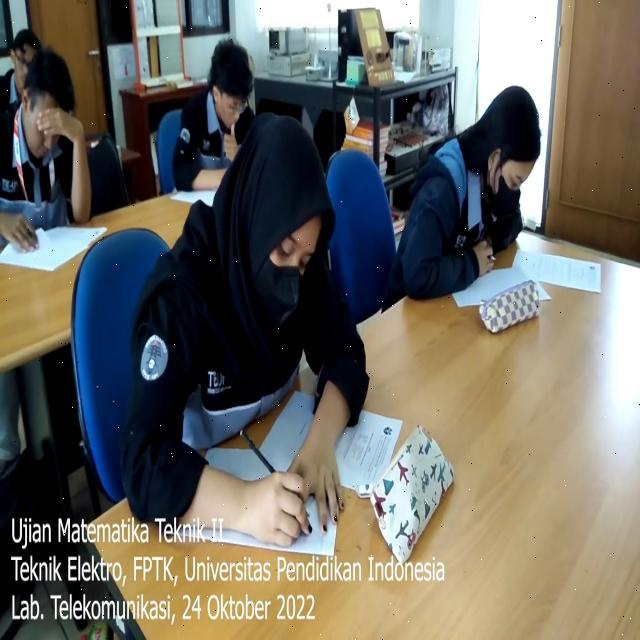 Ujian Matematika Teknik II
Teknik Elektro, FPTK, Universitas Pendidikan Indonesia
Lab. Telekomunikasi, 24 Oktober 2022